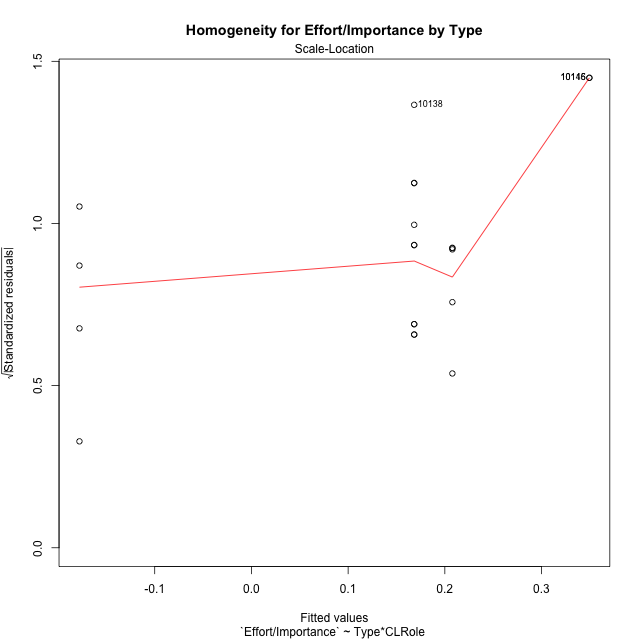 Homogeneity for Effort/Importance by Type
Scale-Location
√|Standardized residuals|
1.5
1.0
0.5
0.0
10138
-0.1
0.0
0.1
0.2
0.3
Fitted values
`Effort/Importance` ~ Type*CLRole